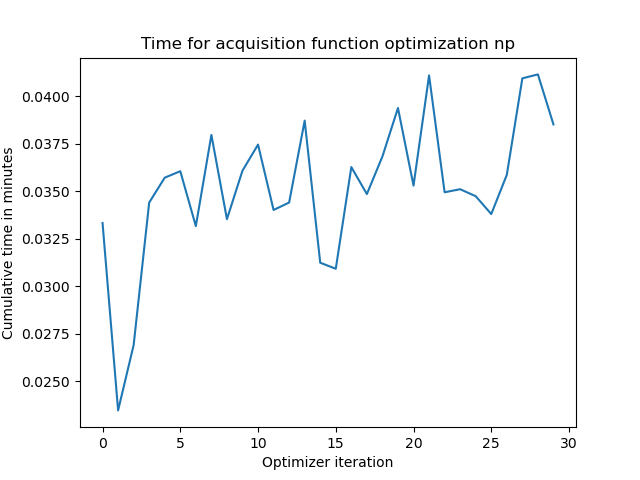 Time for acquisition function optimization np
Cumulative time in minutes
0.0400
0.0375
0.0350
0.0325
0.0300
0.0275
0.0250
0 5 10 15 20 25 30
Optimizer iteration